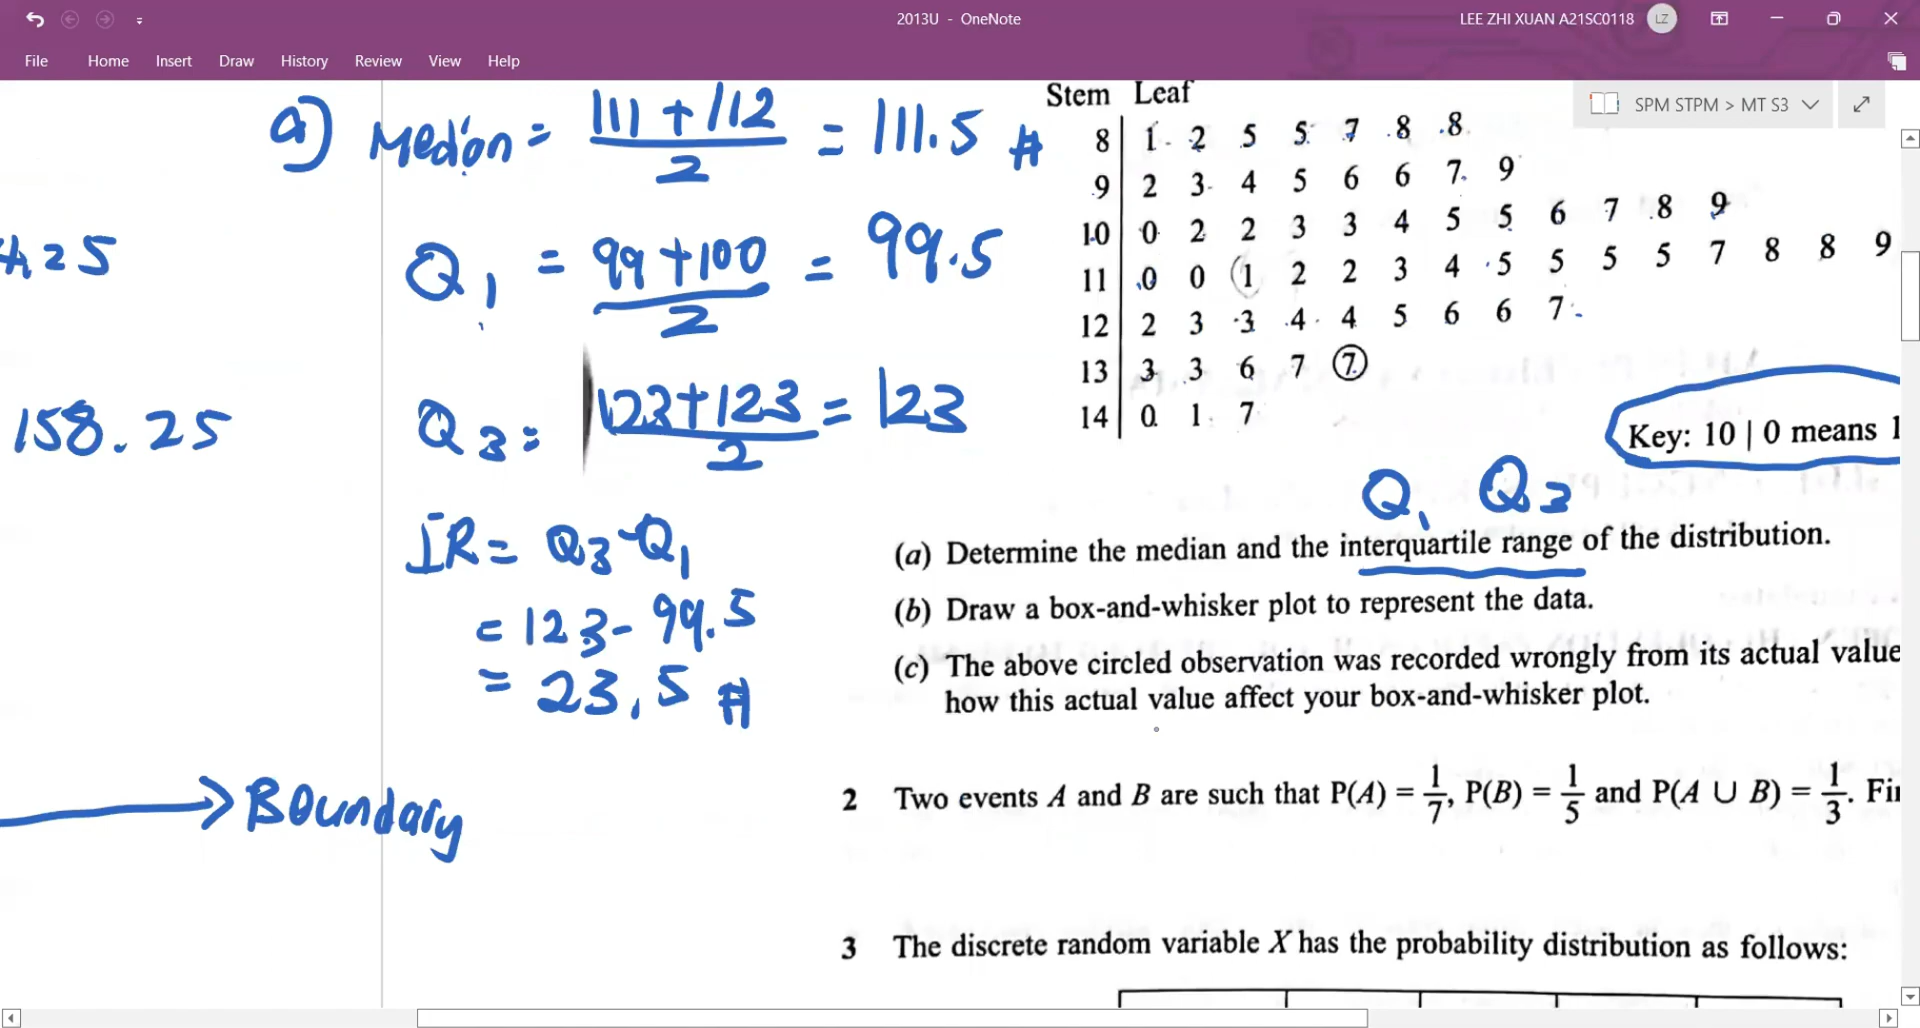 2013U - OneNote
LEE ZHI XUAN A21SC0118
LZ
File Home Insert Draw History Review View Help
SPM STPM > MT S3
a) Median = 111 + 112 / 2 = 111.5 #
Q1 = 99 + 100 / 2 = 99.5
Q3 = 123 + 123 / 2 = 123
IR = Q3 - Q1
= 123 - 99.5
= 23.5 #
158.25
Boundary
Stem Leaf
8 | 1 2 5 5 7 8 8
9 | 2 3 4 5 6 6 7 9
10 | 0 2 2 3 3 4 5 5 6 7 8 9
11 | 0 0 1 2 2 3 4 5 5 5 5 7 8 8 9
12 | 2 3 3 4 4 5 6 6 7
13 | 3 3 6 7 7
14 | 0 1 7
Key: 10 | 0 means 1
Q1 Q3
(a) Determine the median and the interquartile range of the distribution.
(b) Draw a box-and-whisker plot to represent the data.
(c) The above circled observation was recorded wrongly from its actual value
how this actual value affect your box-and-whisker plot.
2 Two events A and B are such that P(A) = 1/7, P(B) = 1/5 and P(A ∪ B) = 1/3. Fi
3 The discrete random variable X has the probability distribution as follows: